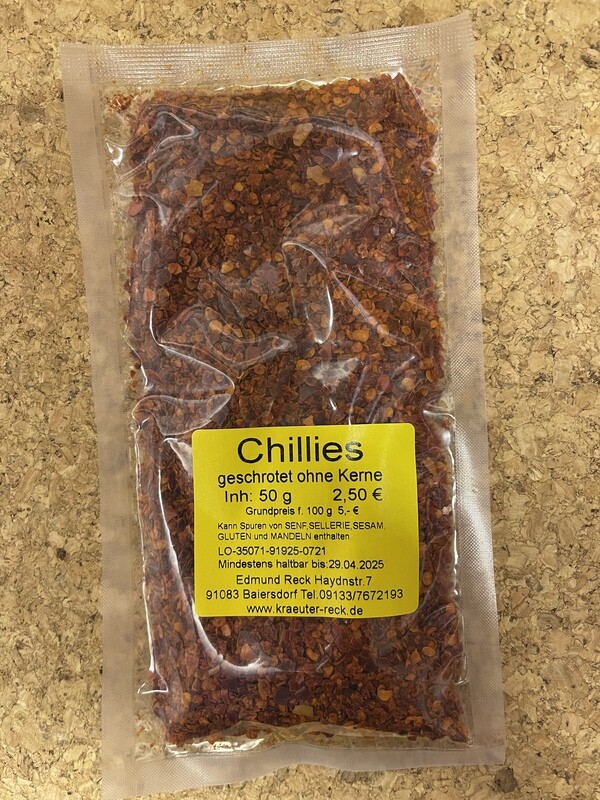 Chillies
geschrotet ohne Kerne
Inh: 50 g 2,50 €
Grundpreis f. 100 g 5,- €
Kann Spuren von SENF,SELLERIE,SESAM,
GLUTEN und MANDELN enthalten
LO-35071-91925-0721
Mindestens haltbar bis:29.04.2025
Edmund Reck Haydnstr.7
91083 Baiersdorf Tel.09133/7672193
www.kraeuter-reck.de